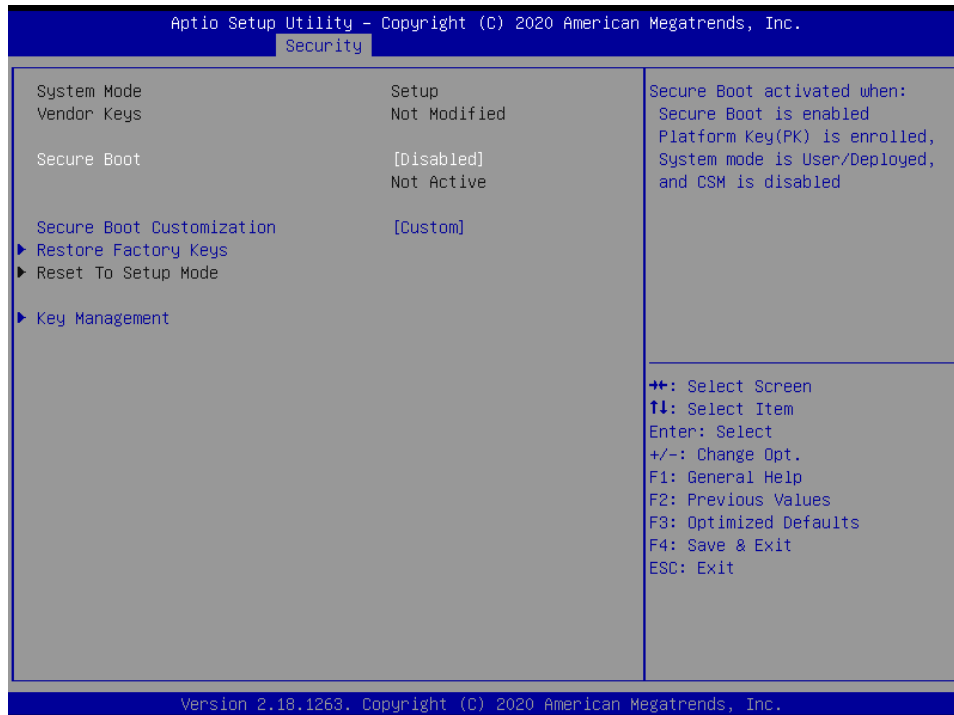 Aptio Setup Utility – Copyright (C) 2020 American Megatrends, Inc.
Security
System Mode Setup
Vendor Keys Not Modified
Secure Boot [Disabled]
Not Active
Secure Boot Customization [Custom]
Restore Factory Keys
Reset To Setup Mode
Key Management
Secure Boot activated when:
Secure Boot is enabled
Platform Key(PK) is enrolled,
System mode is User/Deployed,
and CSM is disabled
→←: Select Screen
↑↓: Select Item
Enter: Select
+/-: Change Opt.
F1: General Help
F2: Previous Values
F3: Optimized Defaults
F4: Save & Exit
ESC: Exit
Version 2.18.1263. Copyright (C) 2020 American Megatrends, Inc.